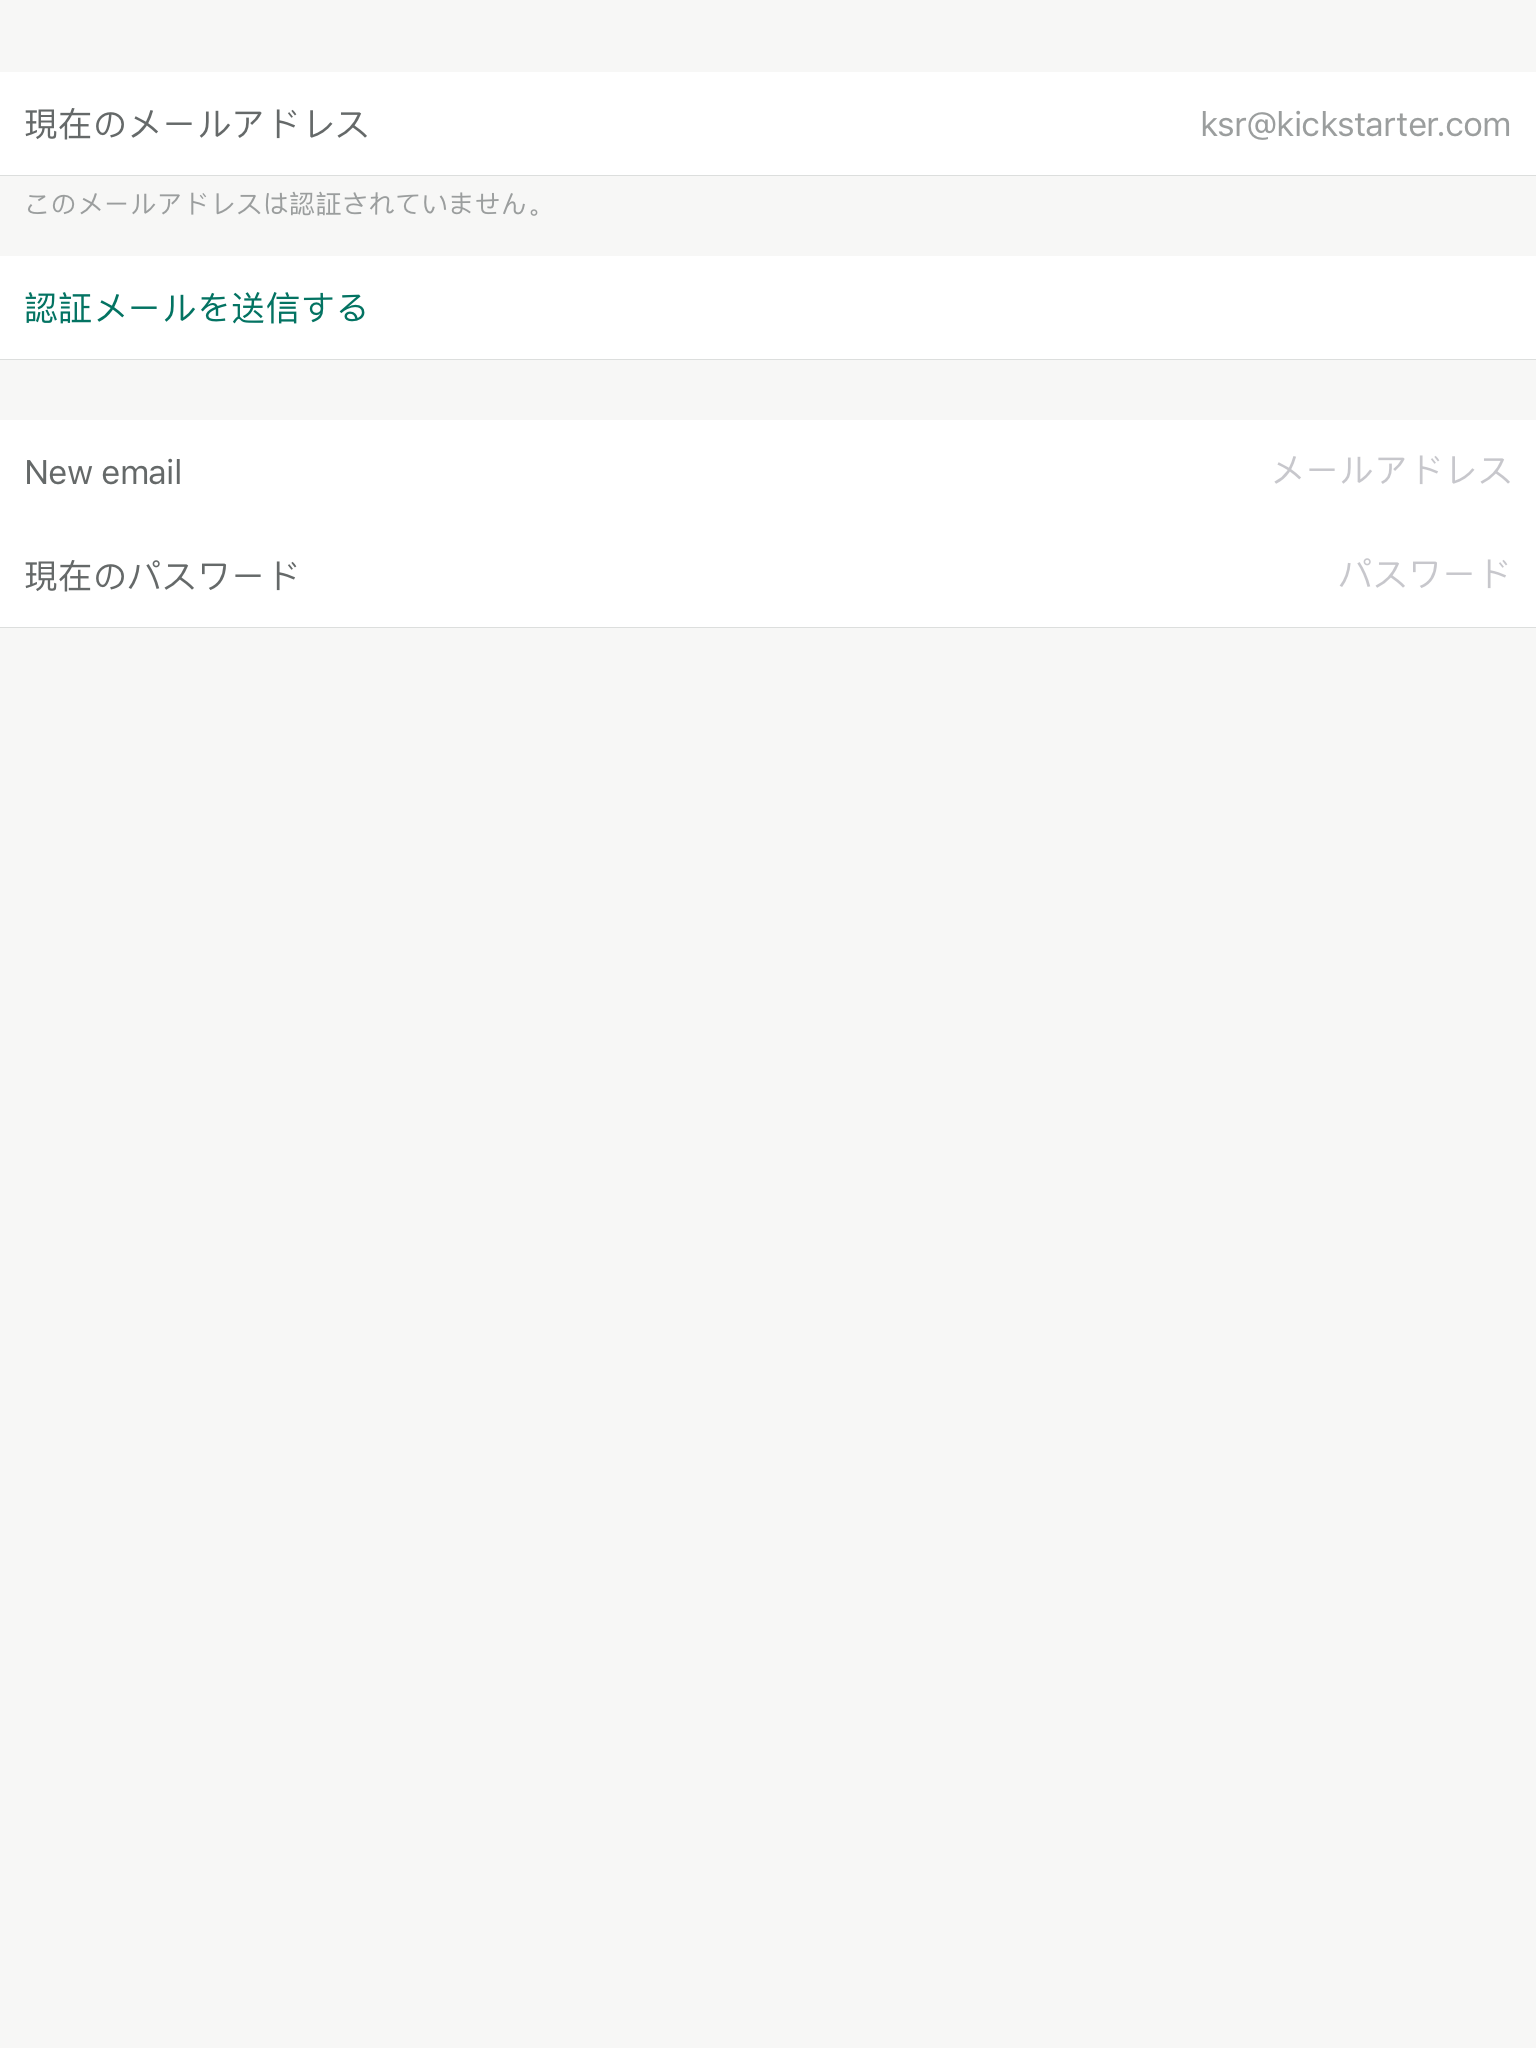 現在のメールアドレス ksr@kickstarter.com
このメールアドレスは認証されていません。
認証メールを送信する
New email メールアドレス
現在のパスワード パスワード